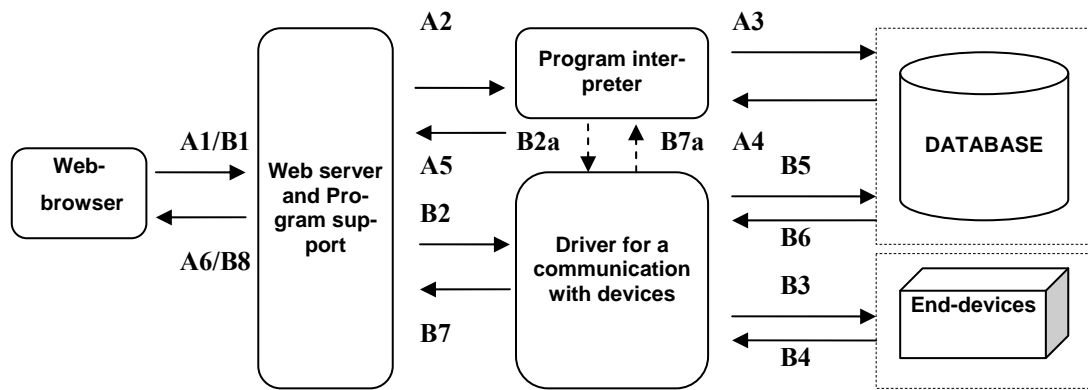 A2
A3
Program inter-
preter
A1/B1
B2a
B7a
A4
Web-
browser
Web server
and Pro-
gram sup-
port
A5
DATABASE
B5
B2
A6/B8
Driver for a
communication
with devices
B6
B3
End-devices
B7
B4